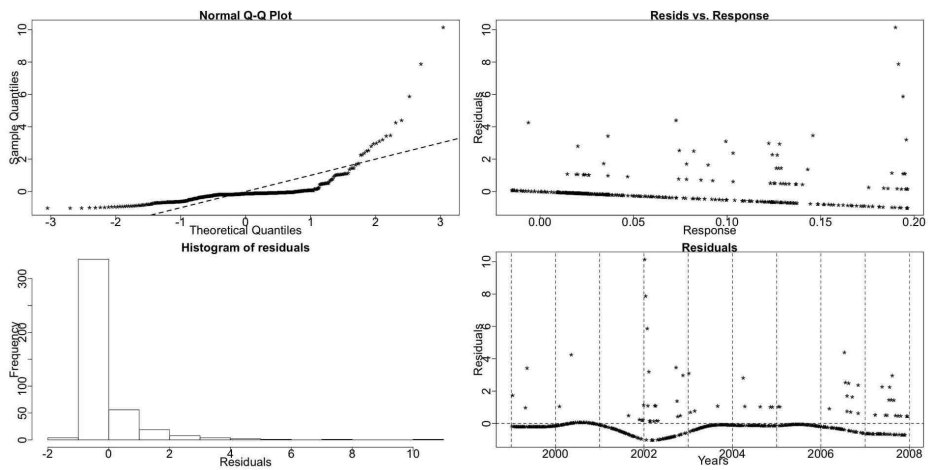 Normal Q-Q Plot
Sample Quantiles
10
8
6
4
2
0
-3 -2 -1 0 1 2 3
Theoretical Quantiles
Resids vs. Response
Residuals
10
8
6
4
2
0
0.00 0.05 0.10 0.15 0.20
Response
Histogram of residuals
Frequency
300
150
50
0
-2 0 2 4 6 8 10
Residuals
Residuals
Residuals
10
8
6
4
2
0
2000 2002 2003 2004 2005 2006 2008
Years